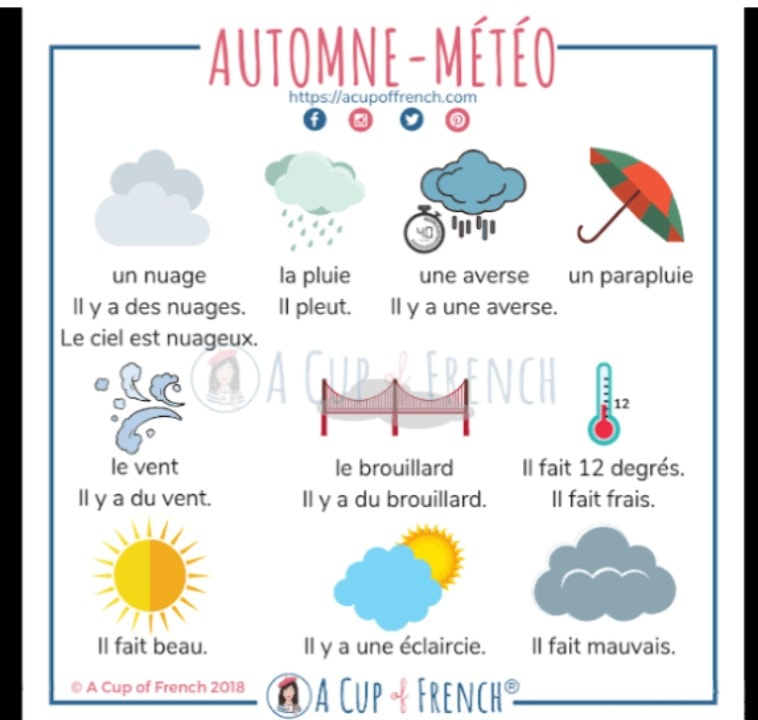 AUTOMNE-MÉTÉO
https://acupoffrench.com
un nuage
Il y a des nuages.
Le ciel est nuageux.
la pluie
Il pleut.
40
une averse
Il y a une averse.
un parapluie
A CUP of FRENCH
le vent
Il y a du vent.
le brouillard
Il y a du brouillard.
12
Il fait 12 degrés.
Il fait frais.
Il fait beau.
Il y a une éclaircie.
Il fait mauvais.
© A Cup of French 2018
A CUP of FRENCH®